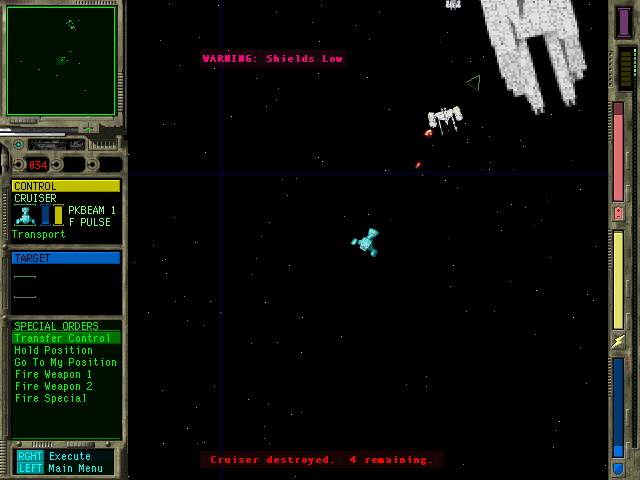 WARNING: Shields Low
034
CONTROL
CRUISER
PKBEAM 1
F PULSE
Transport
TARGET
SPECIAL ORDERS
Transfer Control
Hold Position
Go To My Position
Fire Weapon 1
Fire Weapon 2
Fire Special
RGHT Execute
LEFT Main Menu
Cruiser destroyed. 4 remaining.